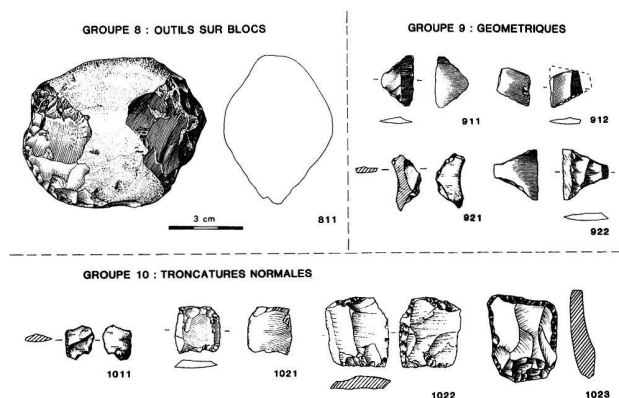 GROUPE 8 : OUTILS SUR BLOCS
3 cm
811
GROUPE 9 : GEOMETRIQUES
911
912
921
922
GROUPE 10 : TRONCATURES NORMALES
1011
1021
1022
1023